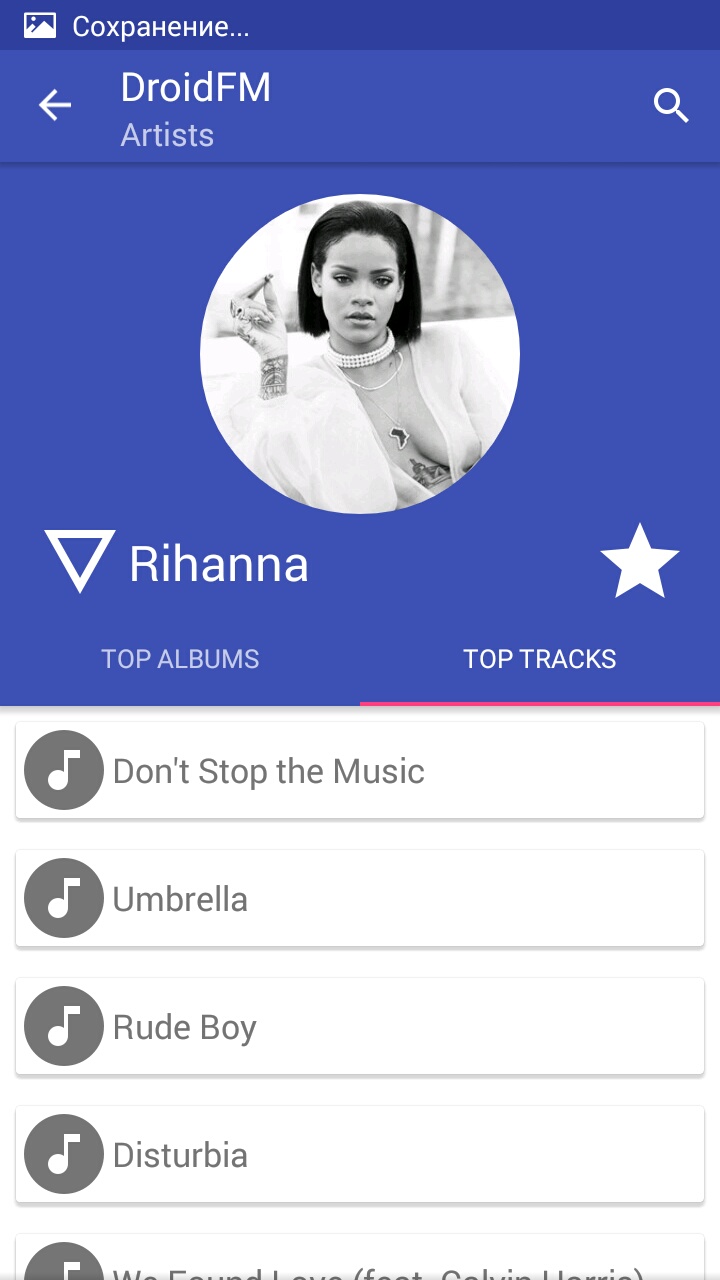 Сохранение...
DroidFM
Artists
Rihanna
TOP ALBUMS
TOP TRACKS
Don't Stop the Music
Umbrella
Rude Boy
Disturbia
We Found Love (feat. Calvin Harris)